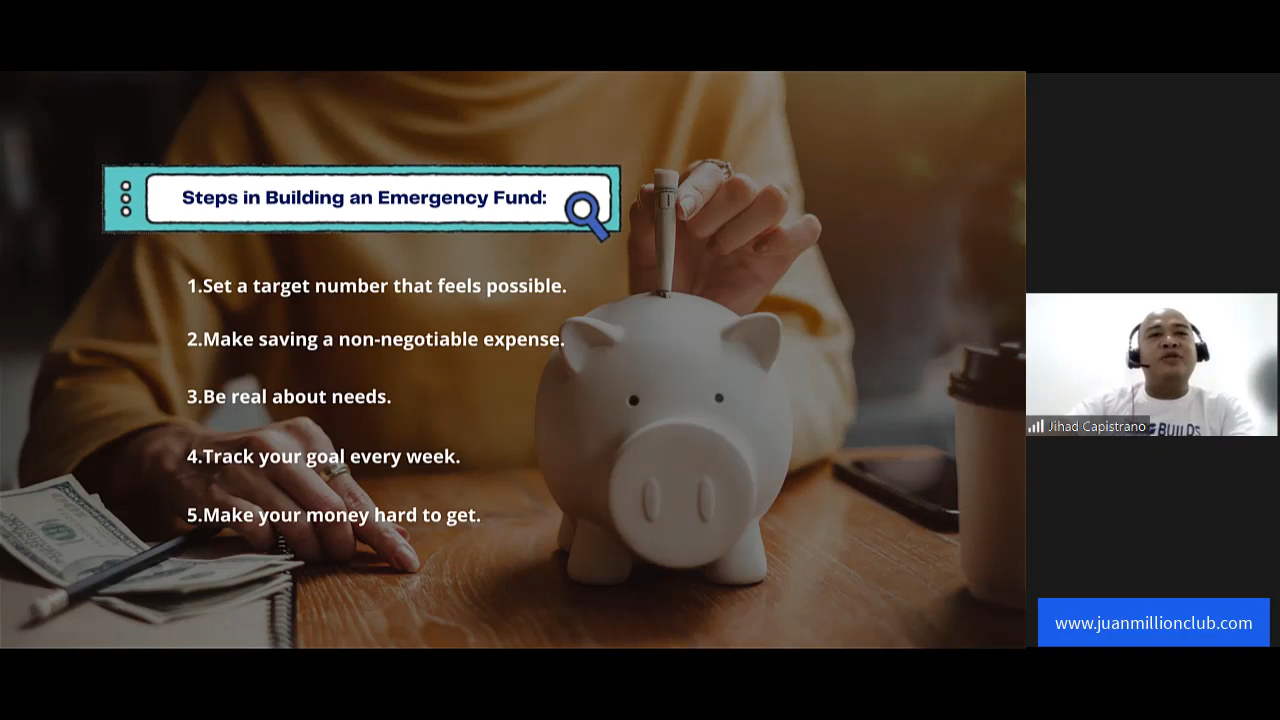 Steps in Building an Emergency Fund:
1.Set a target number that feels possible.
2.Make saving a non-negotiable expense.
3.Be real about needs.
4.Track your goal every week.
5.Make your money hard to get.
BUILDS
Jihad Capistrano
www.juanmillionclub.com